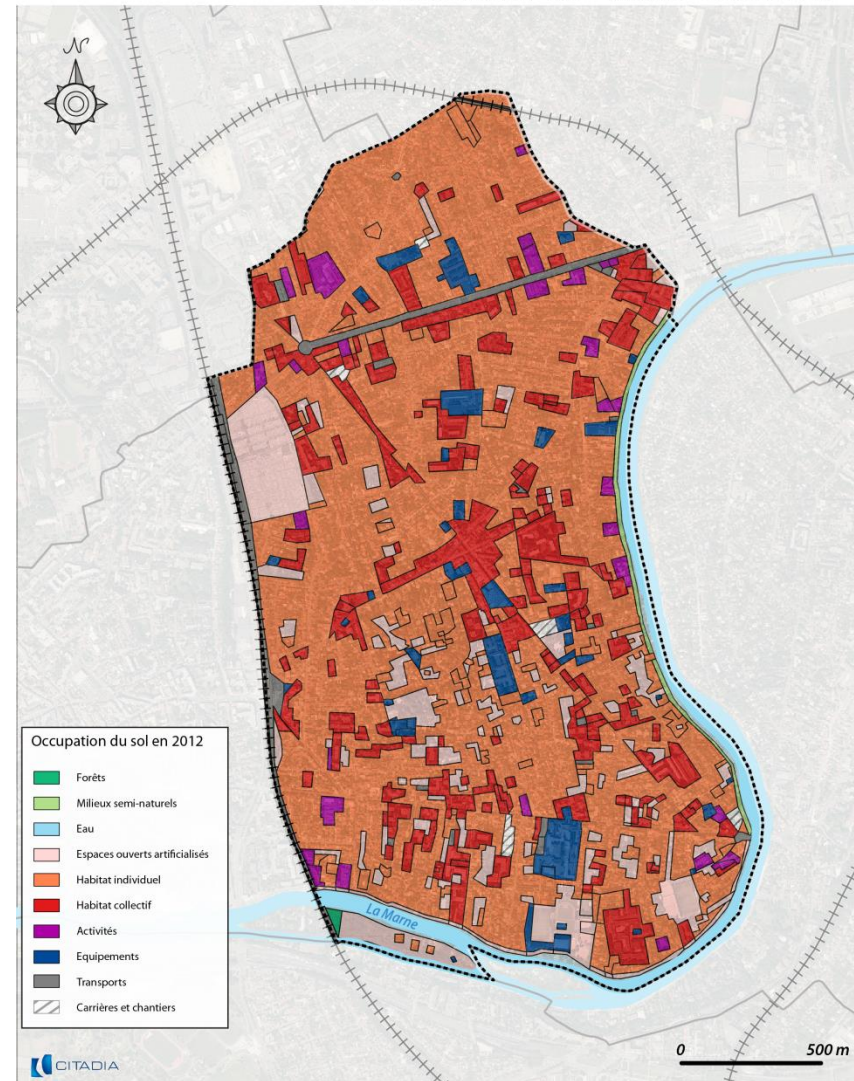 N
La Marne
Occupation du sol en 2012
Forêts
Milieux semi-naturels
Eau
Espaces ouverts artificialisés
Habitat individuel
Habitat collectif
Activités
Equipements
Transports
Carrières et chantiers
CITADIA
0 500 m